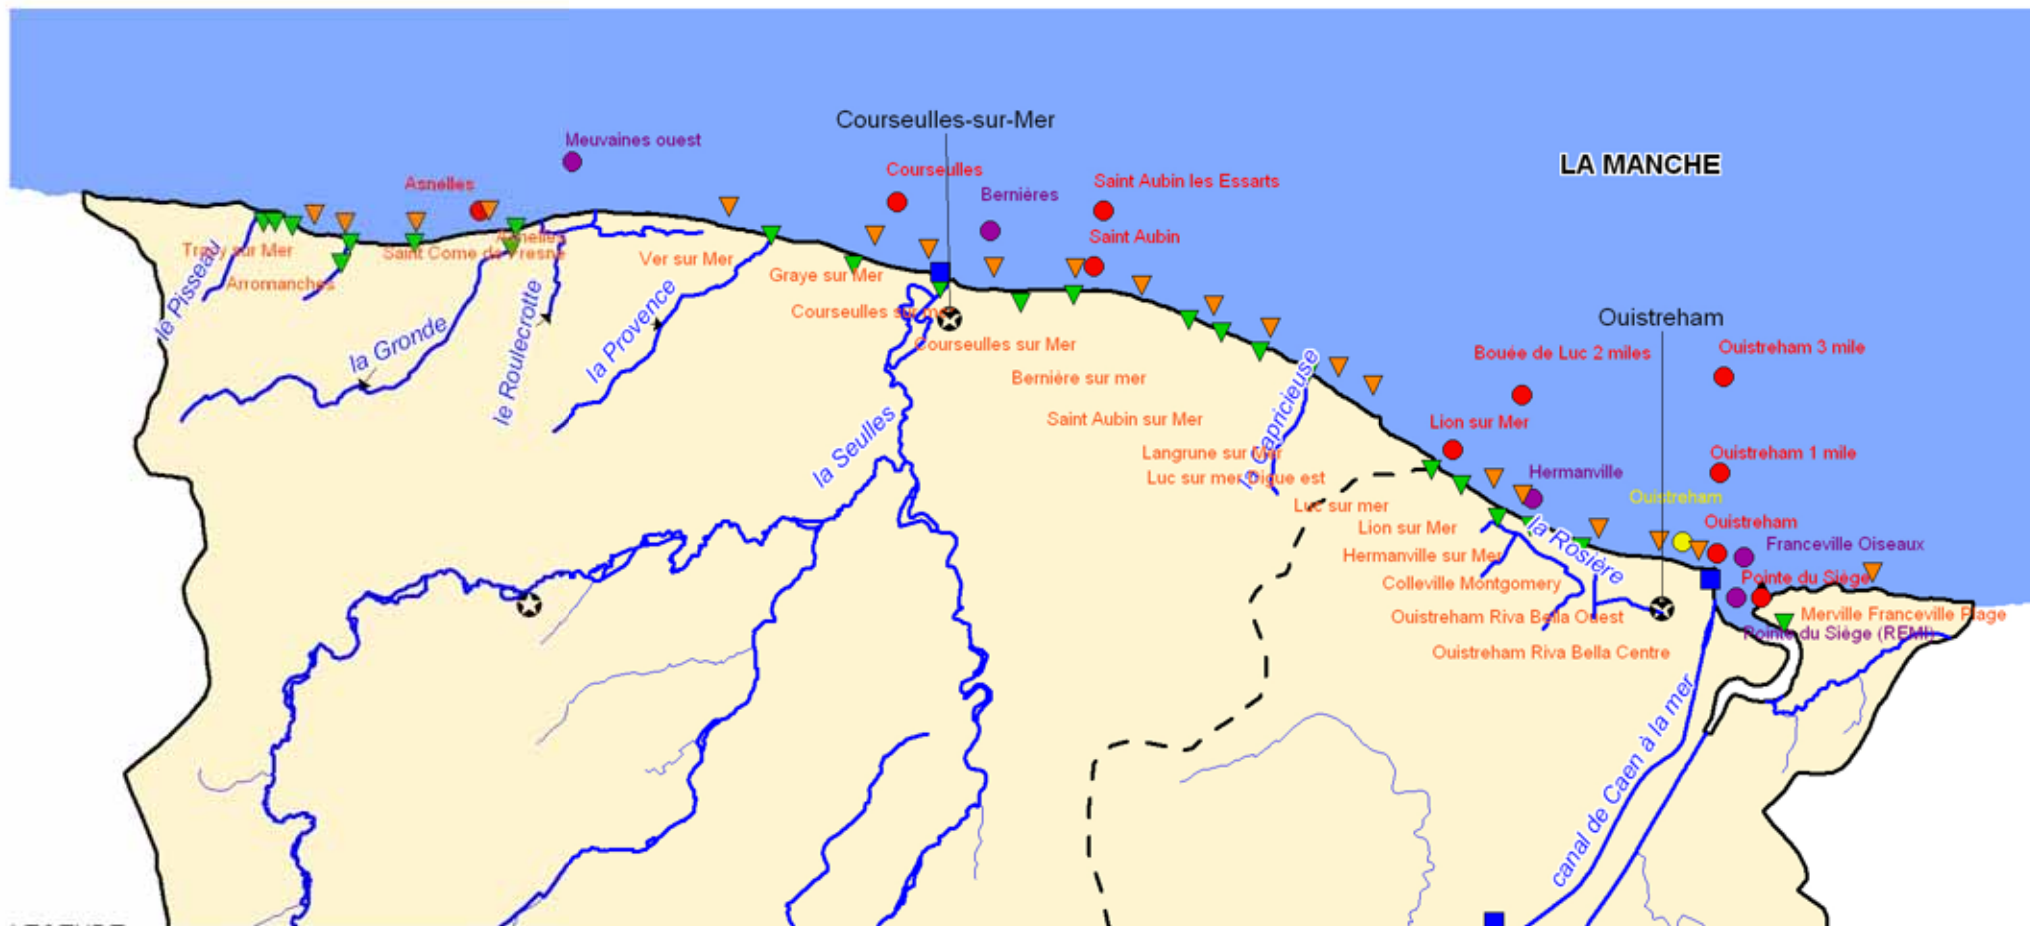 Courseulles-sur-Mer
Meuvaines ouest
LA MANCHE
Asnelles
Courseulles
Bernières
Saint Aubin les Essarts
Saint Aubin
Tracy sur Mer
Saint Come de Fresne
Asnelles
Ver sur Mer
Graye sur Mer
Arromanches
le Pisseau
la Gronde
le Roulecrotte
la Provence
Courseulles sur mer
Courseulles sur Mer
Bernière sur mer
Saint Aubin sur Mer
la Seulles
Langrune sur Mer
Luc sur mer Digue est
la Capricieuse
Luc sur mer
Ouistreham
Bouée de Luc 2 miles
Ouistreham 3 mile
Lion sur Mer
Ouistreham 1 mile
Hermanville
Ouistreham
Ouistreham
Franceville Oiseaux
Lion sur Mer
la Rosière
Hermanville sur Mer
Colleville Montgomery
Pointe du Siège
Ouistreham Riva Bella Ouest
Merville Franceville Plage
Pointe du Siège (REMI)
Ouistreham Riva Bella Centre
canal de Caen à la mer